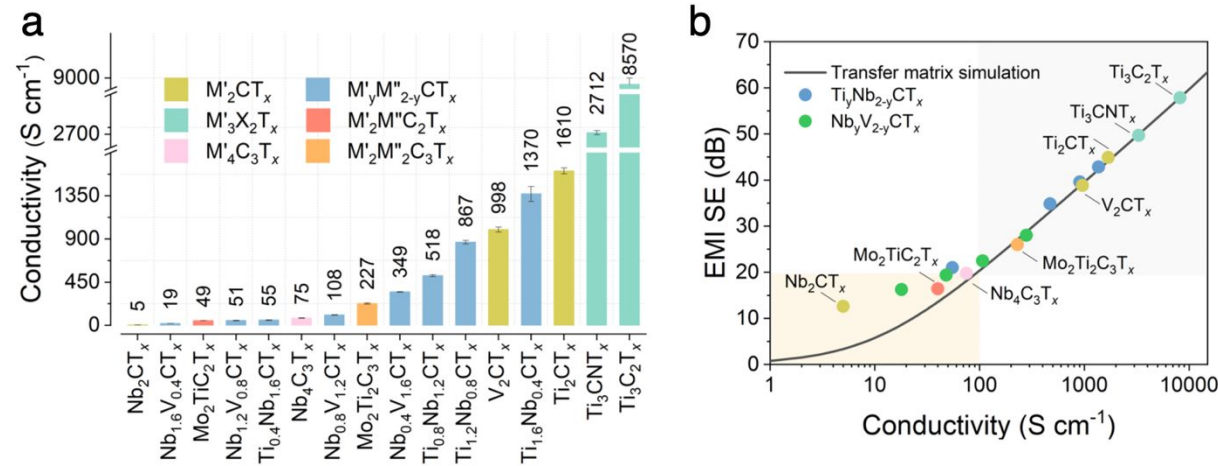 a
Conductivity (S cm⁻¹)
9000
2700
1350
900
450
0
M'₂CTₓ
M'₃X₂Tₓ
M'₄C₃Tₓ
M'ᵧM"₂₋ᵧCTₓ
M'₂M"C₂Tₓ
M'₂M"₂C₃Tₓ
5
19
49
51
55
75
108
227
349
518
867
998
1370
1610
2712
8570
Nb₂CTₓ
Nb₁.₆V₀.₄CTₓ
Mo₂TiC₂Tₓ
Nb₁.₂V₀.₈CTₓ
Ti₀.₄Nb₁.₆CTₓ
Nb₄C₃Tₓ
Nb₀.₈V₁.₂CTₓ
Mo₂Ti₂C₃Tₓ
Nb₀.₄V₁.₆CTₓ
Ti₀.₈Nb₁.₂CTₓ
Ti₁.₂Nb₀.₈CTₓ
V₂CTₓ
Ti₁.₆Nb₀.₄CTₓ
Ti₂CTₓ
Ti₃CNTₓ
Ti₃C₂Tₓ
b
EMI SE (dB)
70
60
50
40
30
20
10
0
Transfer matrix simulation
TiᵧNb₂₋ᵧCTₓ
NbᵧV₂₋ᵧCTₓ
Ti₃C₂Tₓ
Ti₃CNTₓ
Ti₂CTₓ
V₂CTₓ
Mo₂TiC₂Tₓ
Mo₂Ti₂C₃Tₓ
Nb₂CTₓ
Nb₄C₃Tₓ
1
10
100
1000
10000
Conductivity (S cm⁻¹)